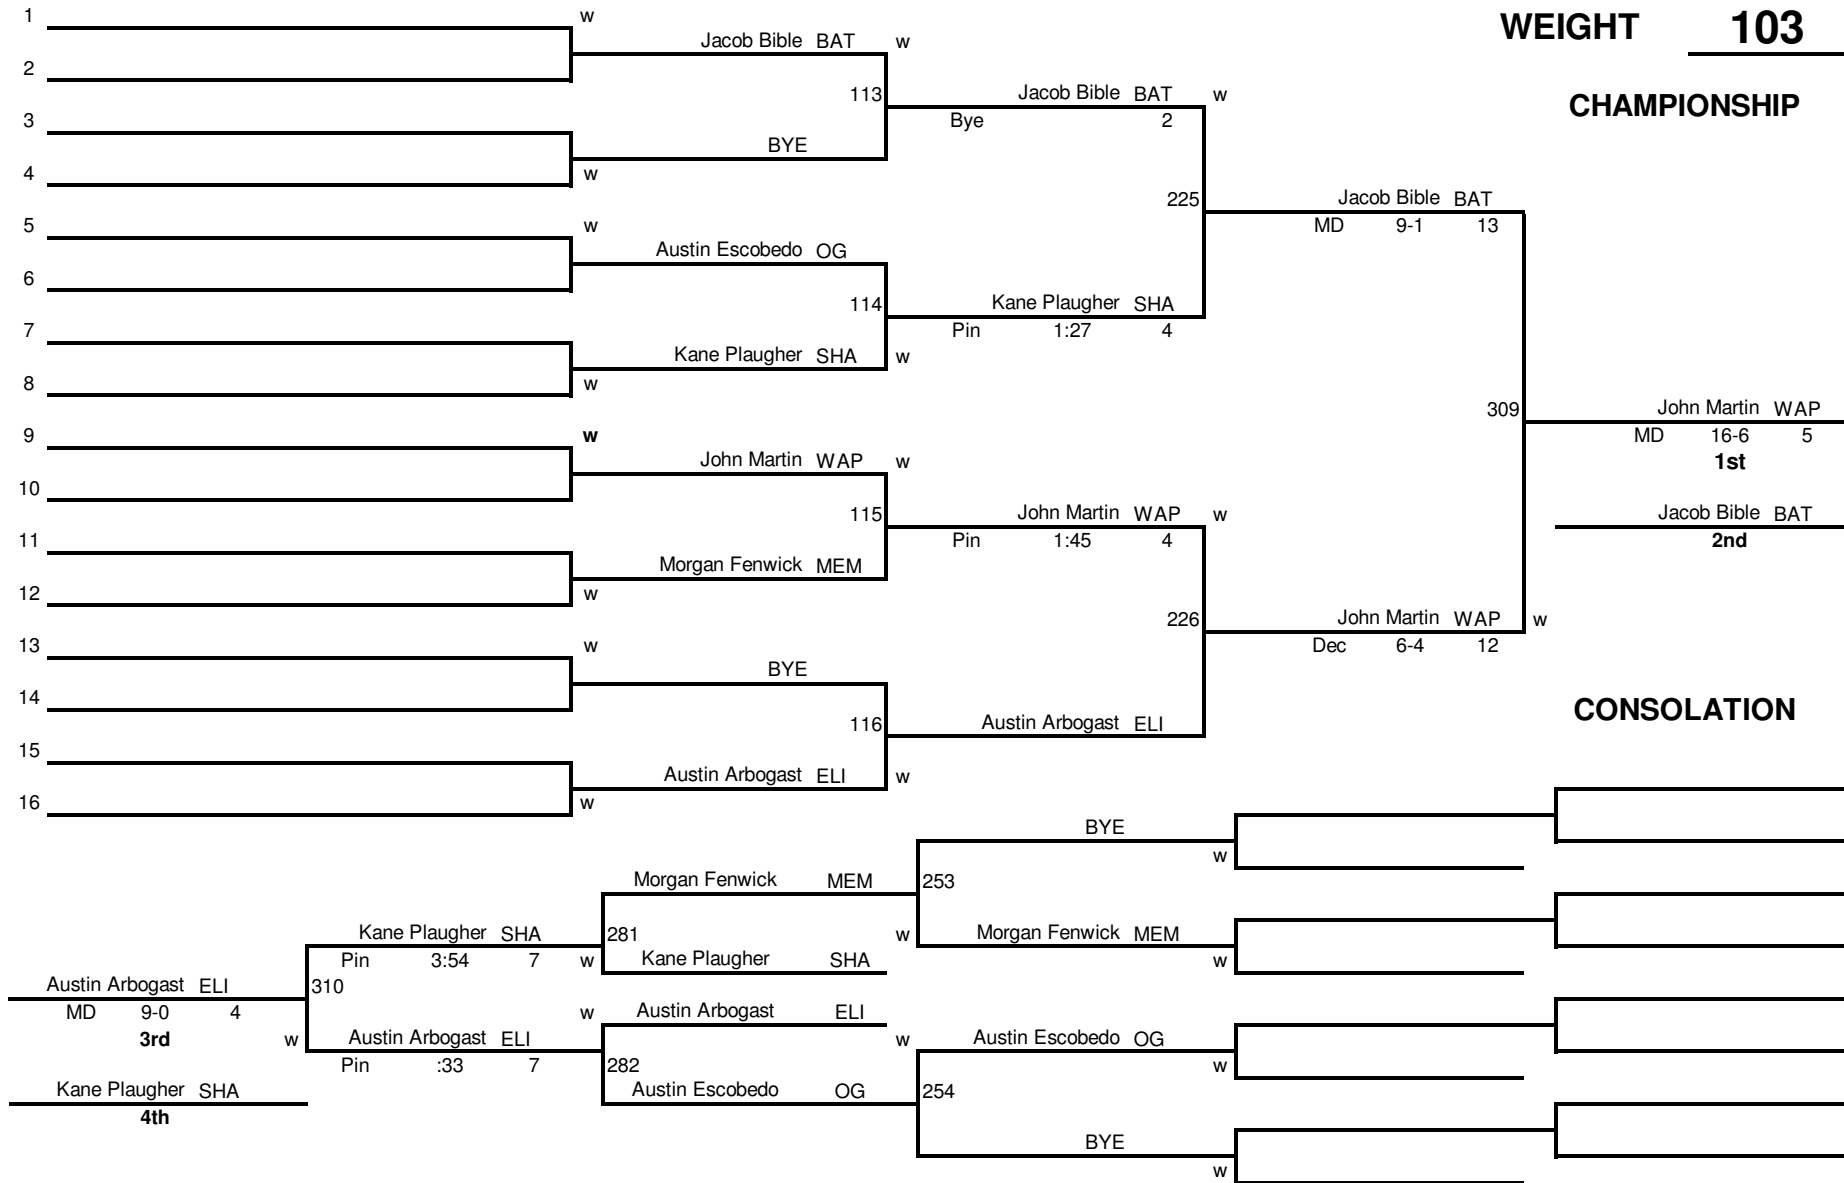 WEIGHT 103
CHAMPIONSHIP
1 w
Jacob Bible BAT w
2
113 Jacob Bible BAT w
Bye 2
3
BYE
4 w
225 Jacob Bible BAT
MD 9-1 13
5 w
Austin Escobedo OG
6
114 Kane Plaugher SHA
Pin 1:27 4
7
Kane Plaugher SHA w
8 w
309 John Martin WAP
MD 16-6 5
1st
9 w
John Martin WAP w
10
115 John Martin WAP w
Pin 1:45 4
Jacob Bible BAT
2nd
11
Morgan Fenwick MEM
12 w
226 John Martin WAP w
Dec 6-4 12
13 w
BYE
14
116 Austin Arbogast ELI
15
Austin Arbogast ELI w
16 w
CONSOLATION
BYE
w
Morgan Fenwick MEM 253
Kane Plaugher SHA 281 w Morgan Fenwick MEM
Pin 3:54 7 w Kane Plaugher SHA w
Austin Arbogast ELI 310
MD 9-0 4 w Austin Arbogast ELI
3rd w Austin Arbogast ELI w Austin Escobedo OG
Pin :33 7 282 w
Kane Plaugher SHA Austin Escobedo OG 254
4th
BYE
w